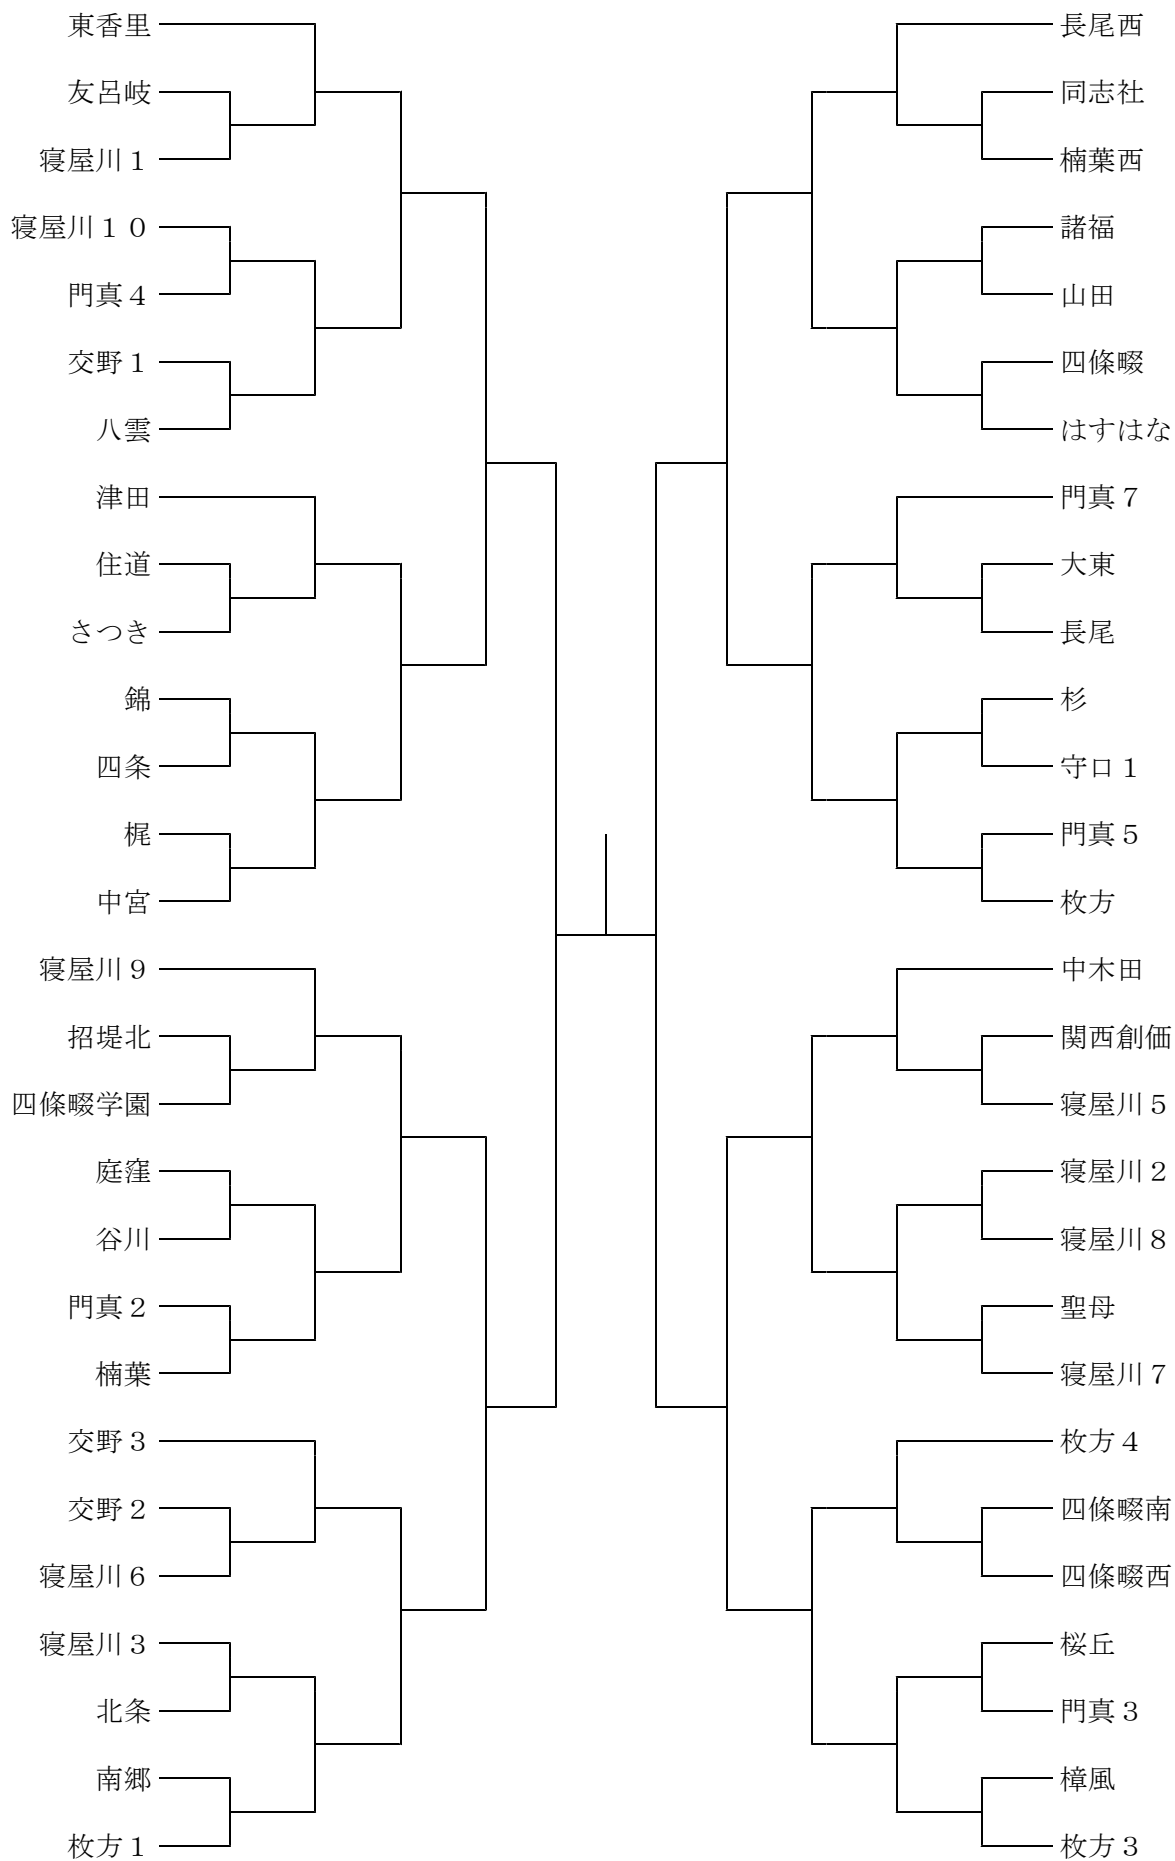 東香里
友呂岐
寝屋川１
寝屋川１０
門真４
交野１
八雲
津田
住道
さつき
錦
四条
梶
中宮
寝屋川９
招堤北
四條畷学園
庭窪
谷川
門真２
楠葉
交野３
交野２
寝屋川６
寝屋川３
北条
南郷
枚方１
長尾西
同志社
楠葉西
諸福
山田
四條畷
はすはな
門真７
大東
長尾
杉
守口１
門真５
枚方
中木田
関西創価
寝屋川５
寝屋川２
寝屋川８
聖母
寝屋川７
枚方４
四條畷南
四條畷西
桜丘
門真３
樟風
枚方３